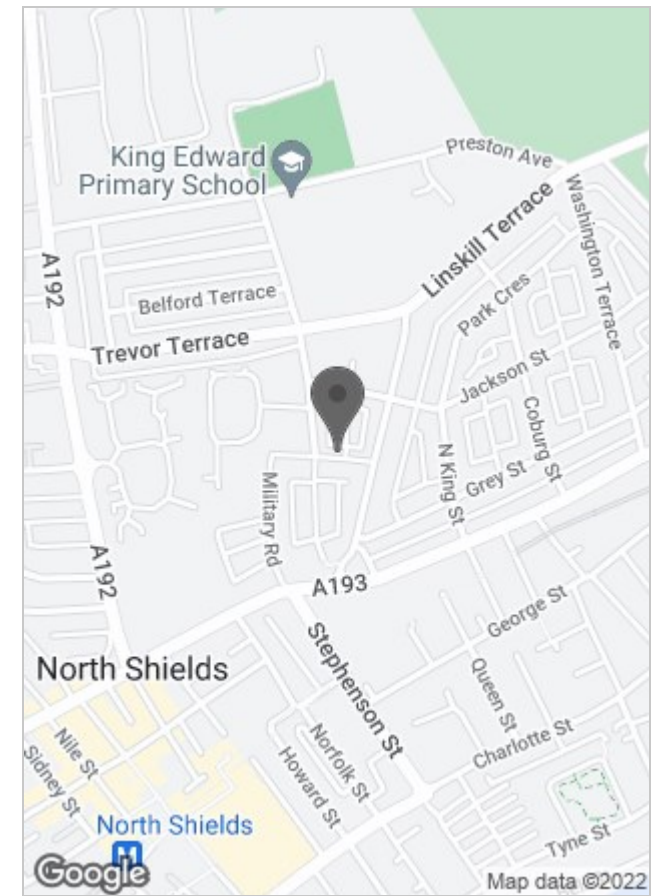 Preston Ave
King Edward
Primary School
Washington Terrace
Linskill Terrace
A192
Belford Terrace
Park Cres
Trevor Terrace
Jackson St
Coburg St
N King St
Grey St
Military Rd
A192
A193
George St
Stephenson St
North Shields
Queen St
Norfolk St
Charlotte St
Nile St
Howard St
Sidney St
North Shields
M
Tyne St
Google
Map data ©2022